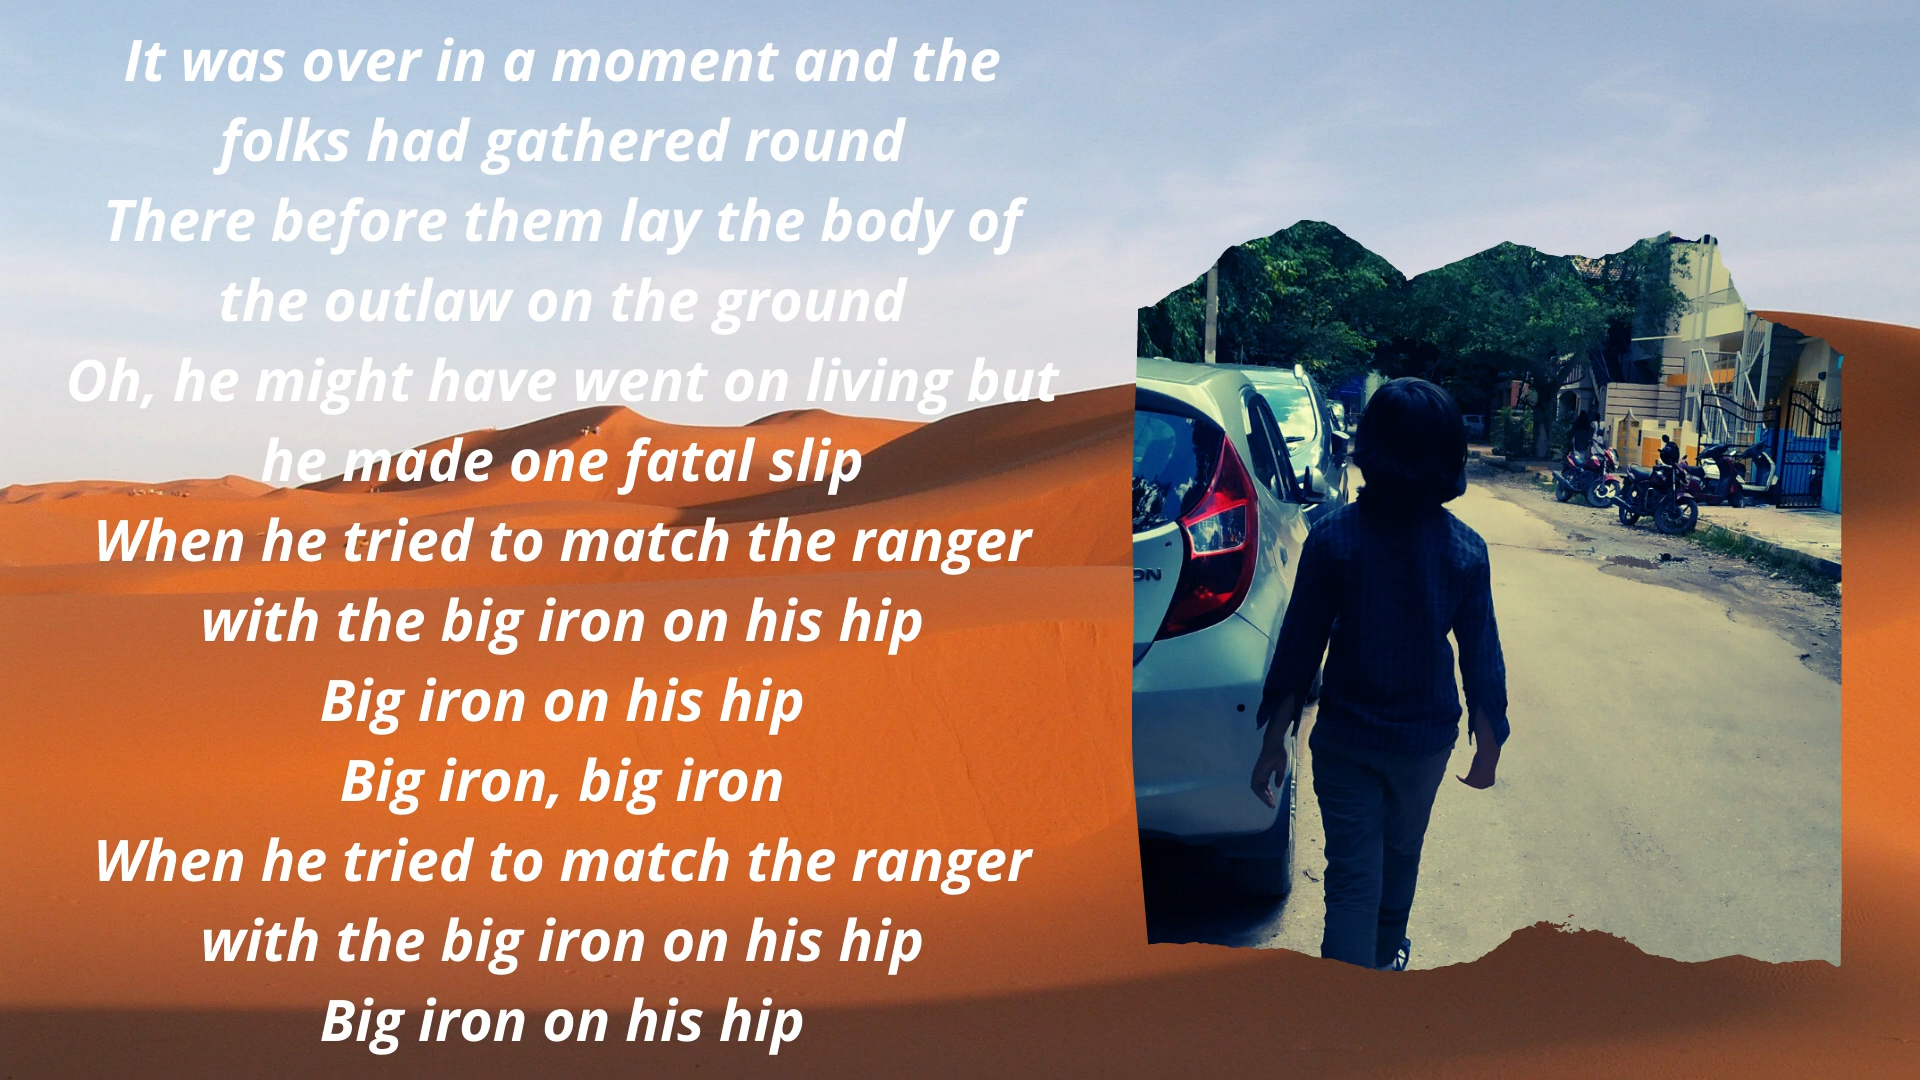 It was over in a moment and the
folks had gathered round
There before them lay the body of
the outlaw on the ground
Oh, he might have went on living but
he made one fatal slip
When he tried to match the ranger
with the big iron on his hip
Big iron on his hip
Big iron, big iron
When he tried to match the ranger
with the big iron on his hip
Big iron on his hip
ON